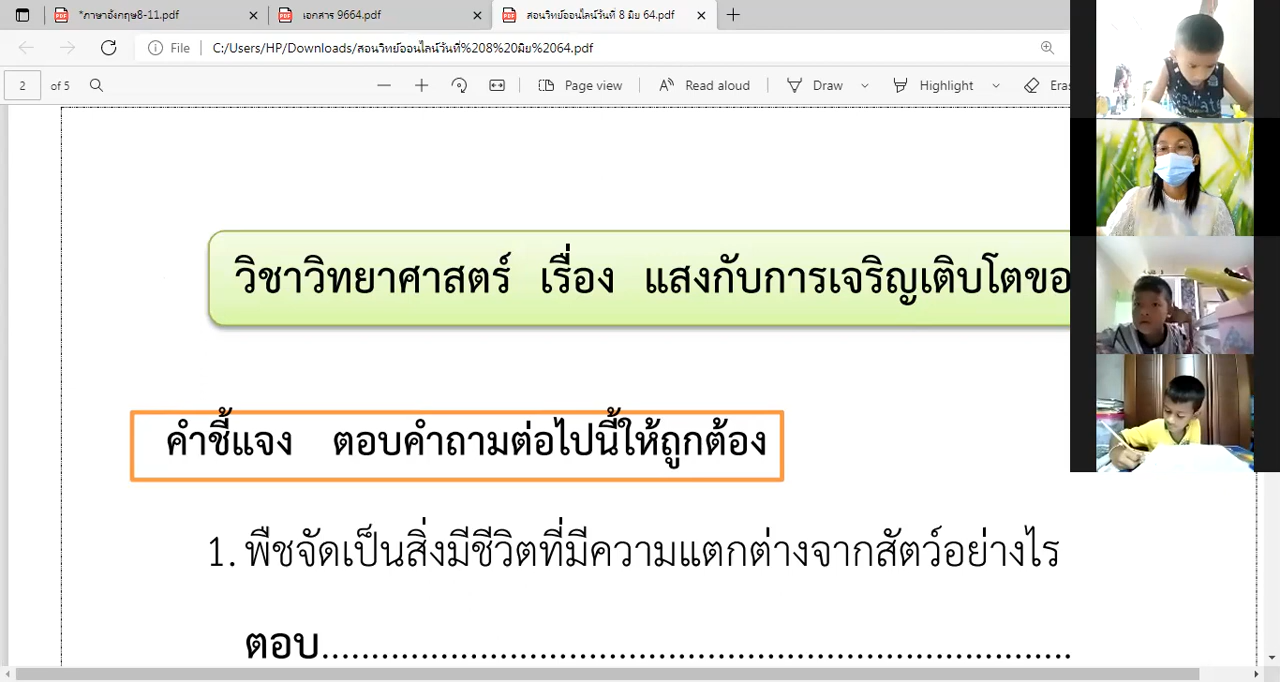 *ภาษาอังกฤษ8-11.pdf
เอกสาร 9664.pdf
สอนวิทย์ออนไลน์วันที่ 8 มิย 64.pdf
File C:/Users/HP/Downloads/สอนวิทย์ออนไลน์วันที่%208%20มิย%2064.pdf
2 of 5 Page view Read aloud Draw Highlight Eras
วิชาวิทยาศาสตร์ เรื่อง แสงกับการเจริญเติบโตขอ
คำชี้แจง ตอบคำถามต่อไปนี้ให้ถูกต้อง
1. พืชจัดเป็นสิ่งมีชีวิตที่มีความแตกต่างจากสัตว์อย่างไร
ตอบ........................................................................